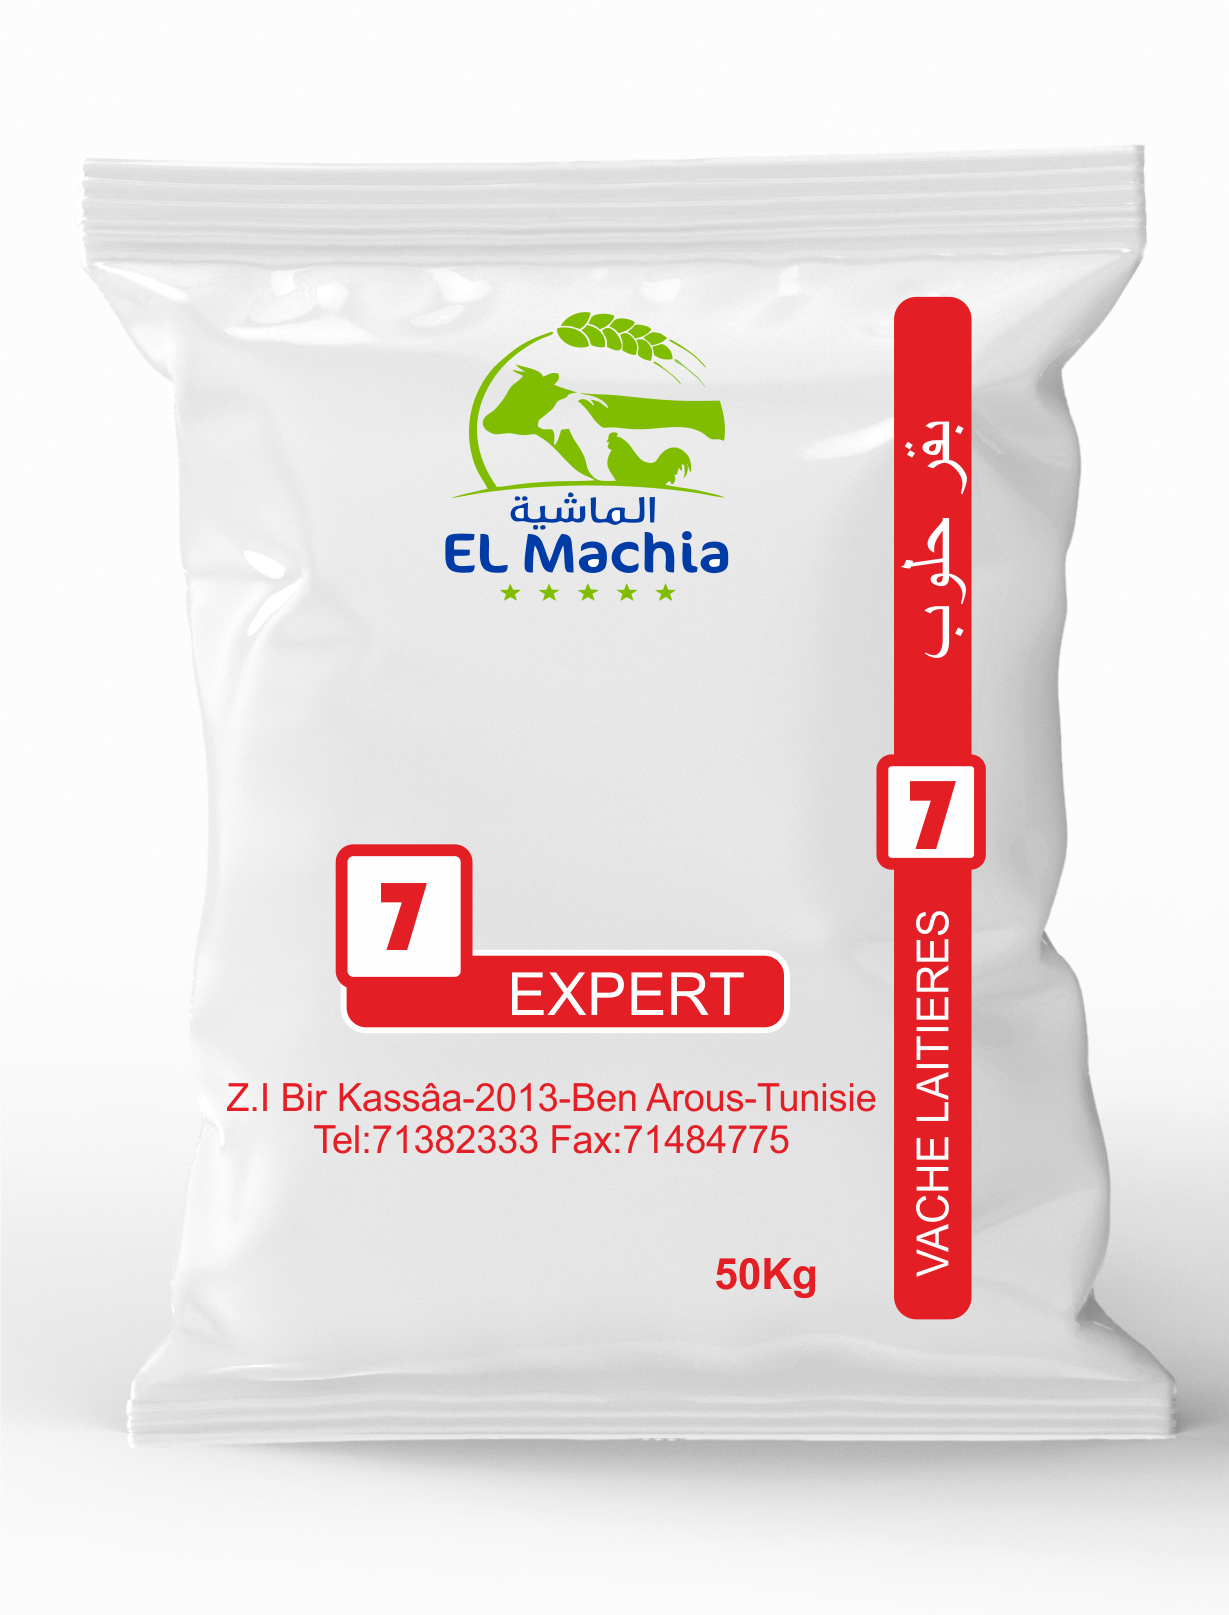 الماشية
EL Machia
بقر حلوب
7
VACHE LAITIERES
7
EXPERT
Z.I Bir Kassâa-2013-Ben Arous-Tunisie
Tel:71382333 Fax:71484775
50Kg